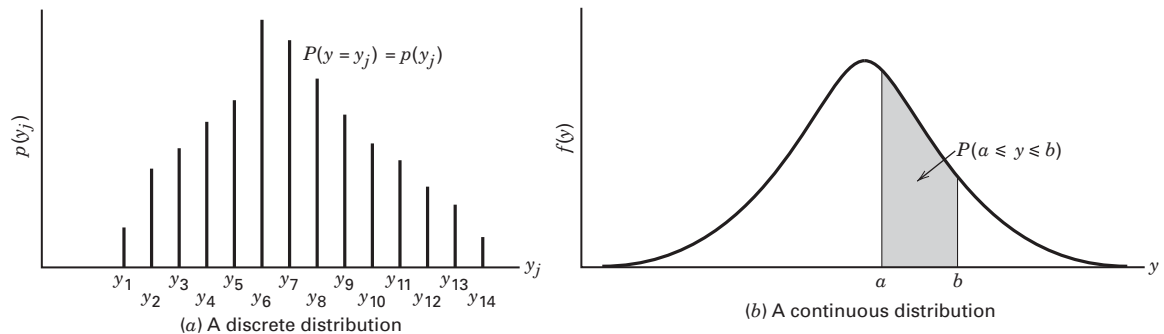 P(y = y_j) = p(y_j)
p(y_j)
y_j
y_1 y_3 y_5 y_7 y_9 y_11 y_13
y_2 y_4 y_6 y_8 y_10 y_12 y_14
(a) A discrete distribution
f(y)
P(a ⩽ y ⩽ b)
a b y
(b) A continuous distribution